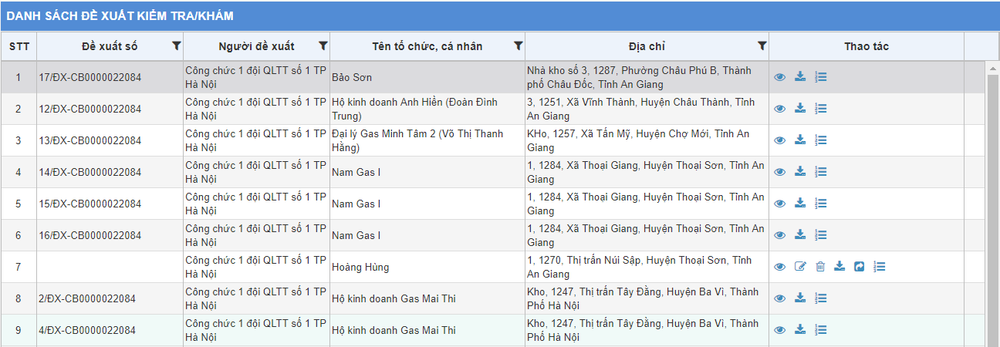 DANH SÁCH ĐỀ XUẤT KIỂM TRA/KHÁM
STT Đề xuất số Người đề xuất Tên tổ chức, cá nhân Địa chỉ Thao tác
1 17/ĐX-CB0000022084 Công chức 1 đội QLTT số 1 TP Hà Nội Bảo Sơn Nhà kho số 3, 1287, Phường Châu Phú B, Thành phố Châu Đốc, Tỉnh An Giang
2 12/ĐX-CB0000022084 Công chức 1 đội QLTT số 1 TP Hà Nội Hộ kinh doanh Anh Hiền (Đoàn Đình Trung) 3, 1251, Xã Vĩnh Thành, Huyện Châu Thành, Tỉnh An Giang
3 13/ĐX-CB0000022084 Công chức 1 đội QLTT số 1 TP Hà Nội Đại lý Gas Minh Tâm 2 (Võ Thị Thanh Hằng) KHo, 1257, Xã Tấn Mỹ, Huyện Chợ Mới, Tỉnh An Giang
4 14/ĐX-CB0000022084 Công chức 1 đội QLTT số 1 TP Hà Nội Nam Gas I 1, 1284, Xã Thoại Giang, Huyện Thoại Sơn, Tỉnh An Giang
5 15/ĐX-CB0000022084 Công chức 1 đội QLTT số 1 TP Hà Nội Nam Gas I 1, 1284, Xã Thoại Giang, Huyện Thoại Sơn, Tỉnh An Giang
6 16/ĐX-CB0000022084 Công chức 1 đội QLTT số 1 TP Hà Nội Nam Gas I 1, 1284, Xã Thoại Giang, Huyện Thoại Sơn, Tỉnh An Giang
7 Công chức 1 đội QLTT số 1 TP Hà Nội Hoàng Hùng 1, 1270, Thị trấn Núi Sập, Huyện Thoại Sơn, Tỉnh An Giang
8 2/ĐX-CB0000022084 Công chức 1 đội QLTT số 1 TP Hà Nội Hộ kinh doanh Gas Mai Thi Kho, 1247, Thị trấn Tây Đằng, Huyện Ba Vì, Thành Phố Hà Nội
9 4/ĐX-CB0000022084 Công chức 1 đội QLTT số 1 TP Hà Nội Hộ kinh doanh Gas Mai Thi Kho, 1247, Thị trấn Tây Đằng, Huyện Ba Vì, Thành Phố Hà Nội